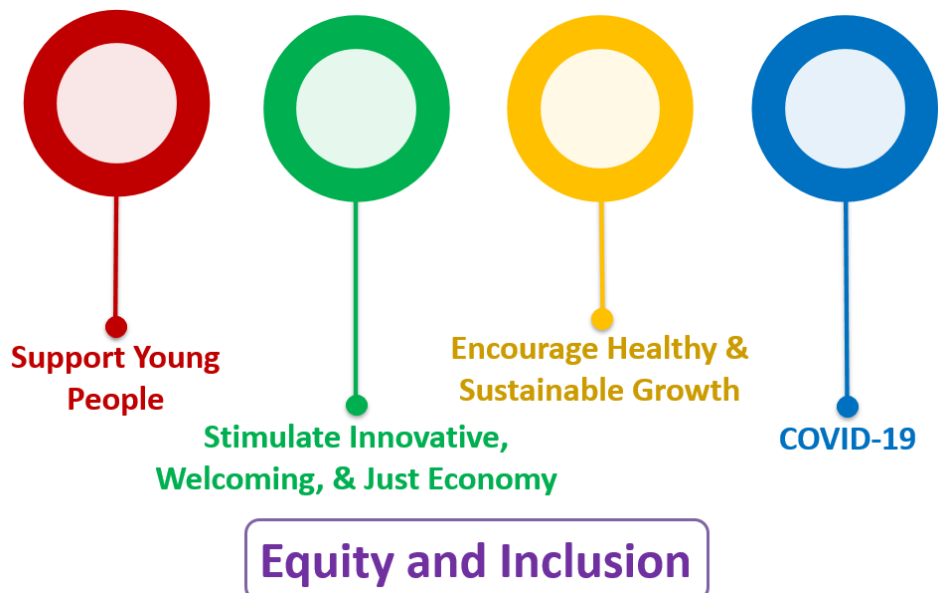 Support Young
People
Stimulate Innovative,
Welcoming, & Just Economy
Encourage Healthy &
Sustainable Growth
COVID-19
Equity and Inclusion